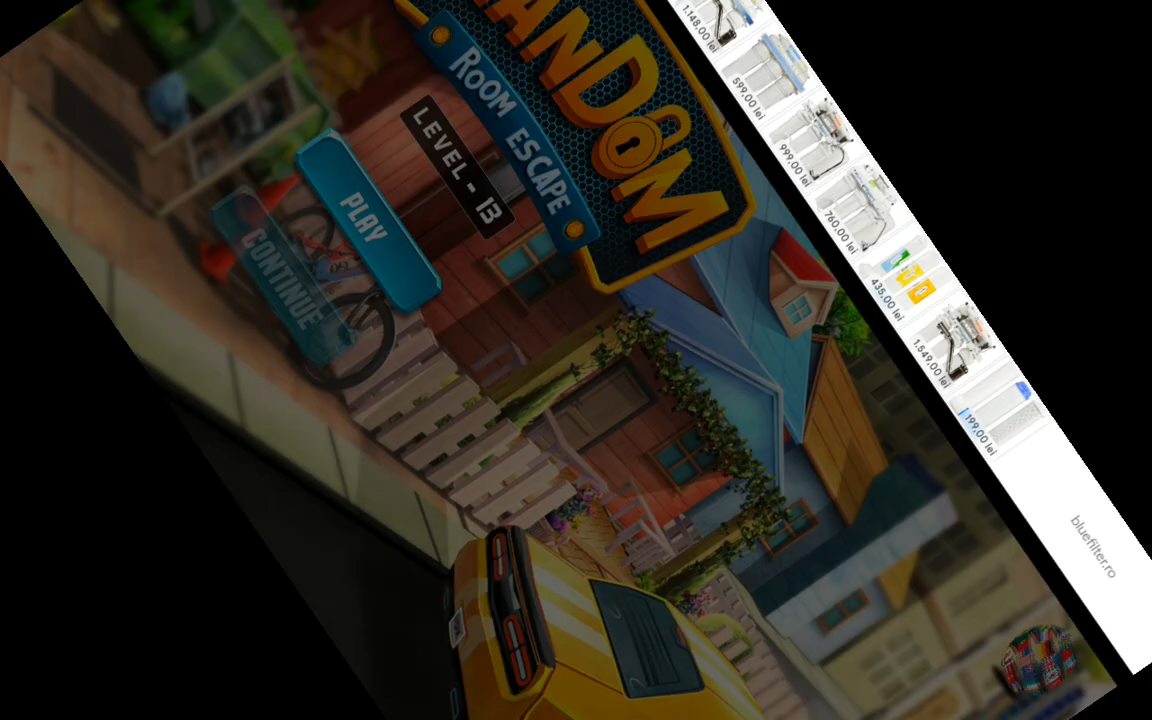 1.148,00 lei
599,00 lei
999,00 lei
760,00 lei
435,00 lei
1.549,00 lei
199,00 lei
bluefilter.ro
RANDOM
ROOM ESCAPE
LEVEL - 13
PLAY
CONTINUE